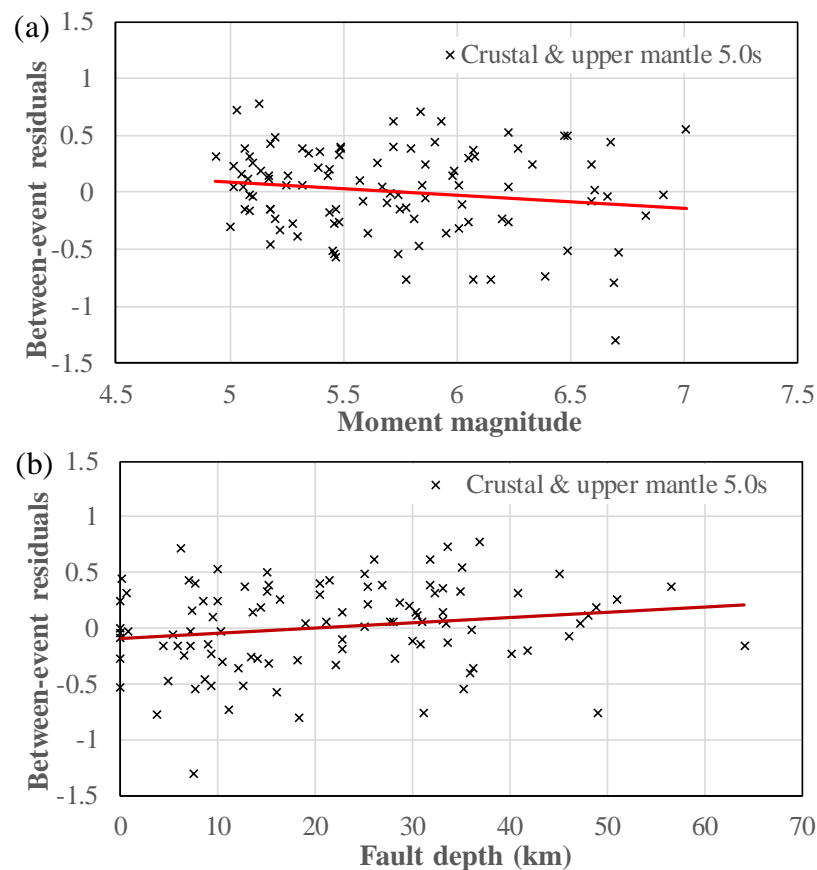 (a)
Between-event residuals
1.5
1
0.5
0
-0.5
-1
-1.5
× Crustal & upper mantle 5.0s
4.5 5 5.5 6 6.5 7 7.5
Moment magnitude
(b)
Between-event residuals
1.5
1
0.5
0
-0.5
-1
-1.5
× Crustal & upper mantle 5.0s
0 10 20 30 40 50 60 70
Fault depth (km)